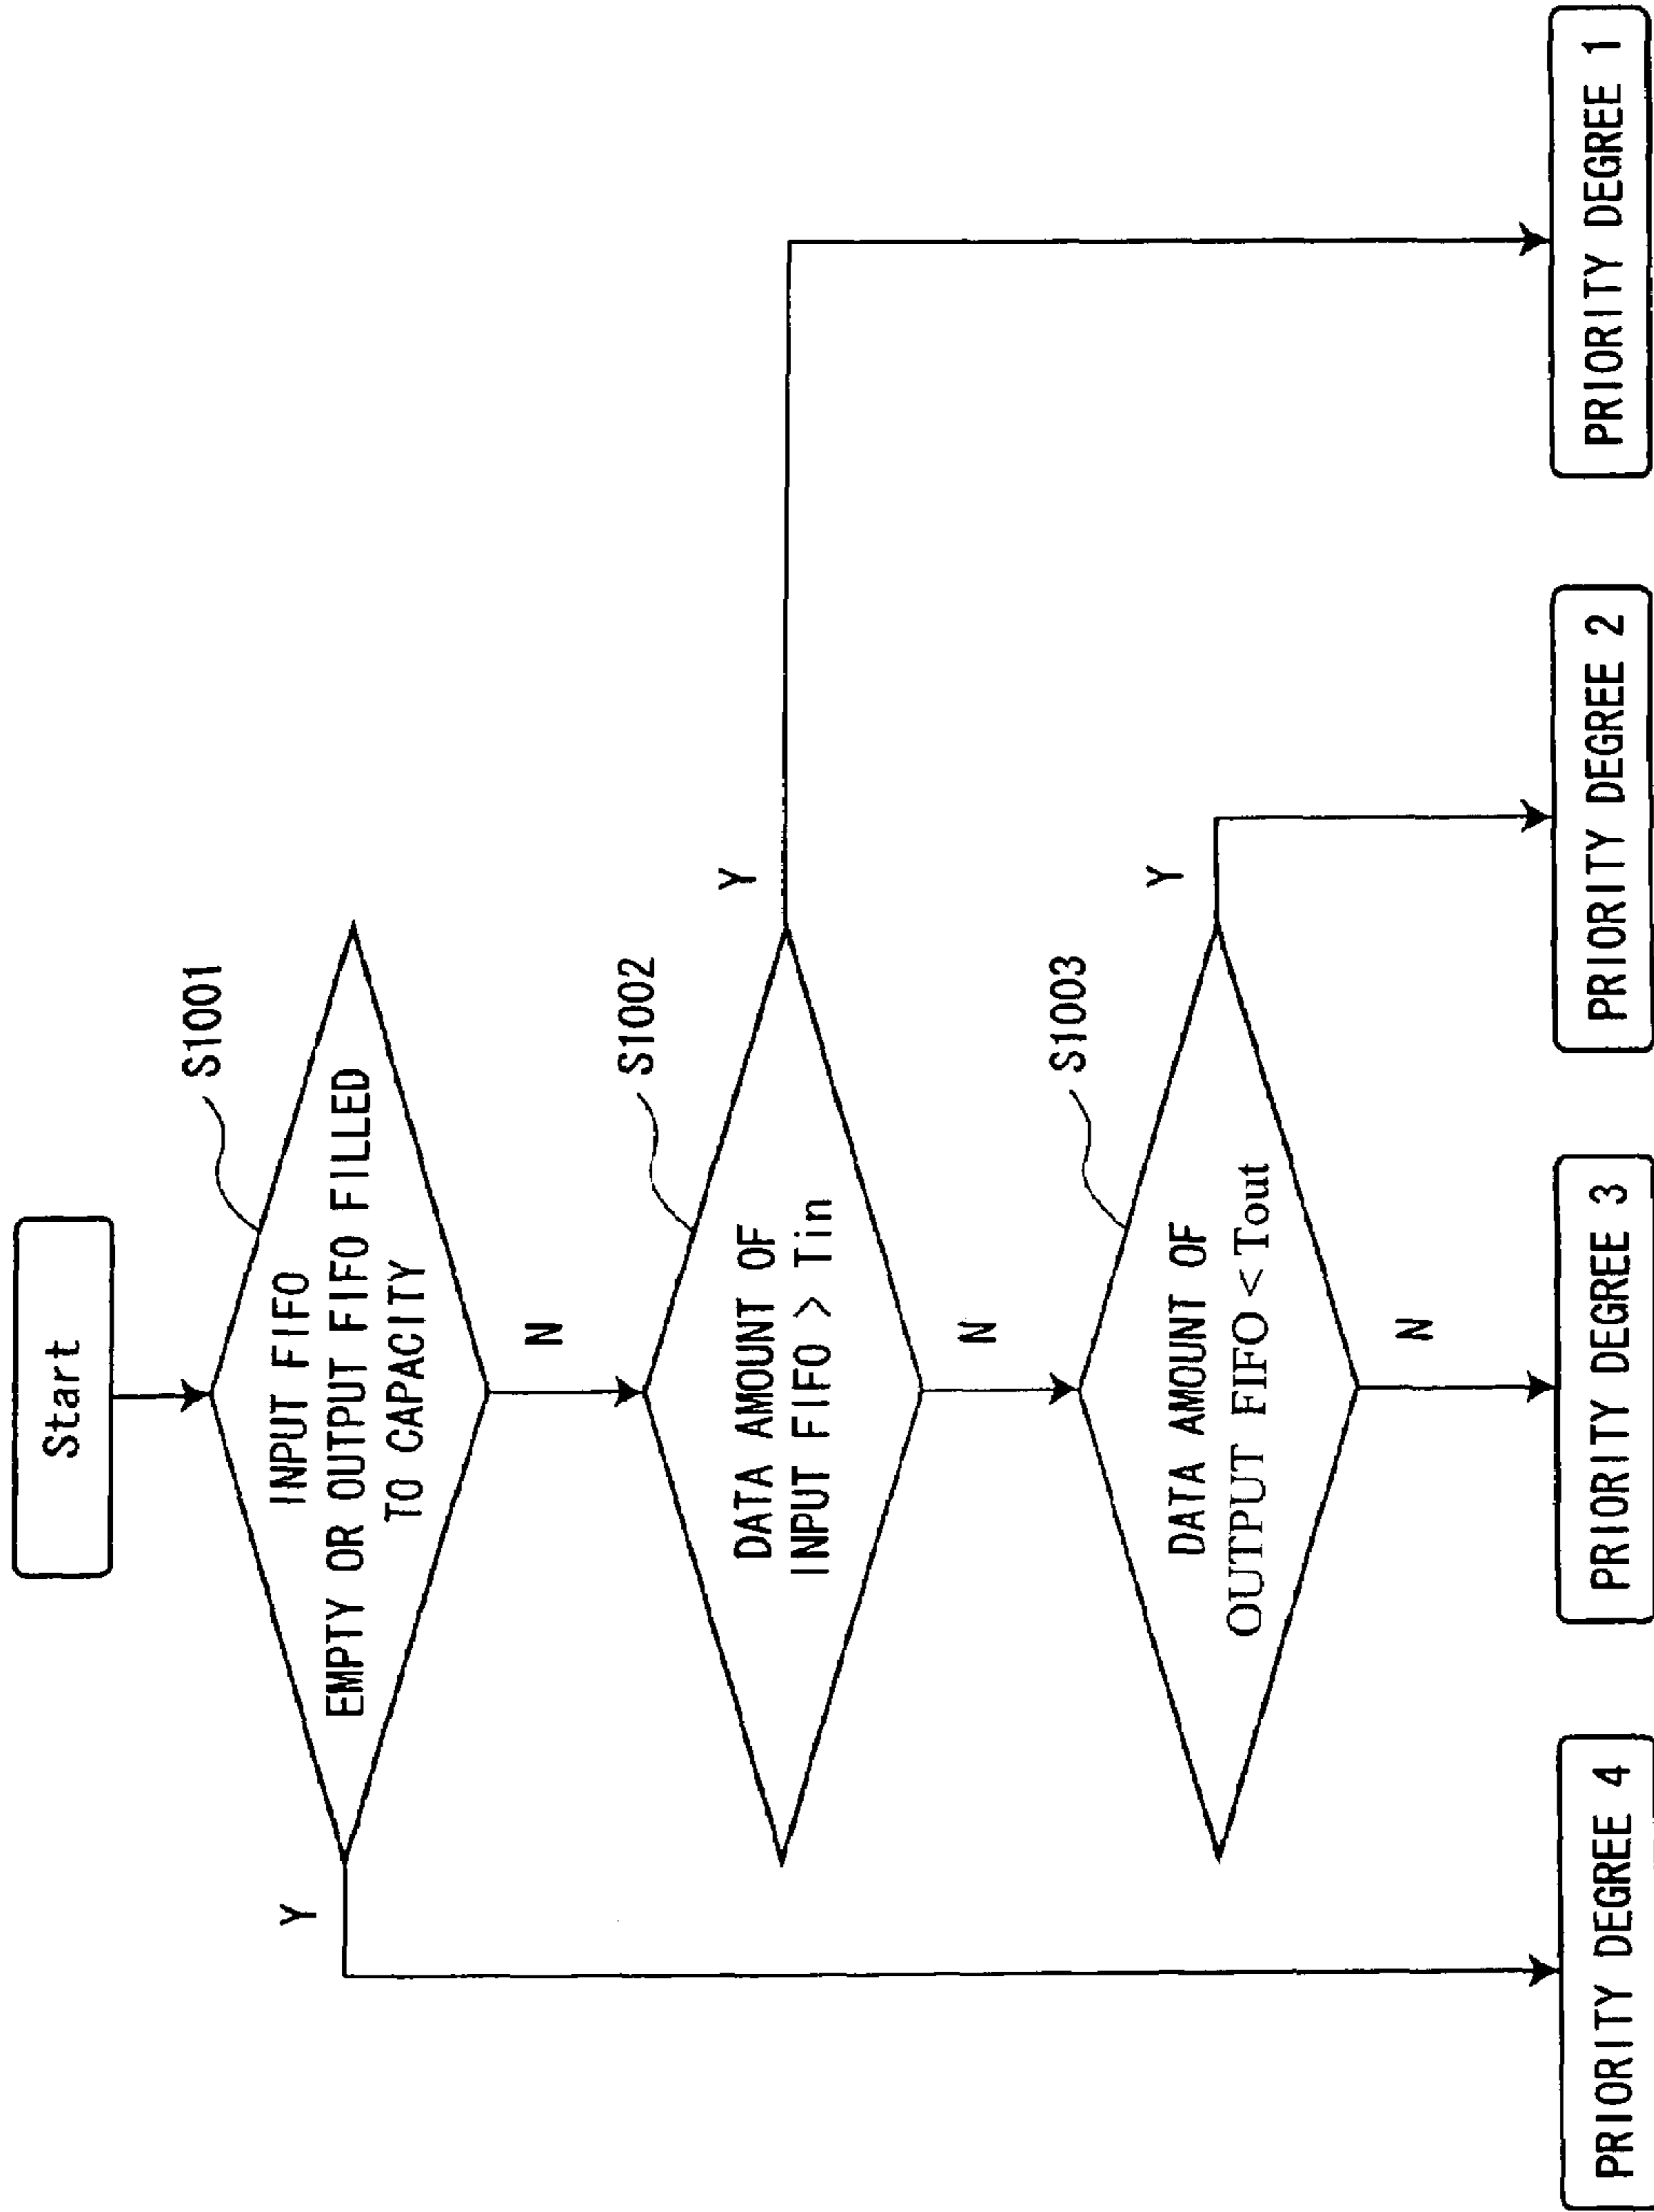 Start
S1001
INPUT FIFO
EMPTY OR OUTPUT FIFO FILLED
TO CAPACITY
Y
N
S1002
DATA AMOUNT OF
INPUT FIFO > Tin
Y
N
S1003
DATA AMOUNT OF
OUTPUT FIFO < Tout
Y
N
PRIORITY DEGREE 4
PRIORITY DEGREE 3
PRIORITY DEGREE 2
PRIORITY DEGREE 1